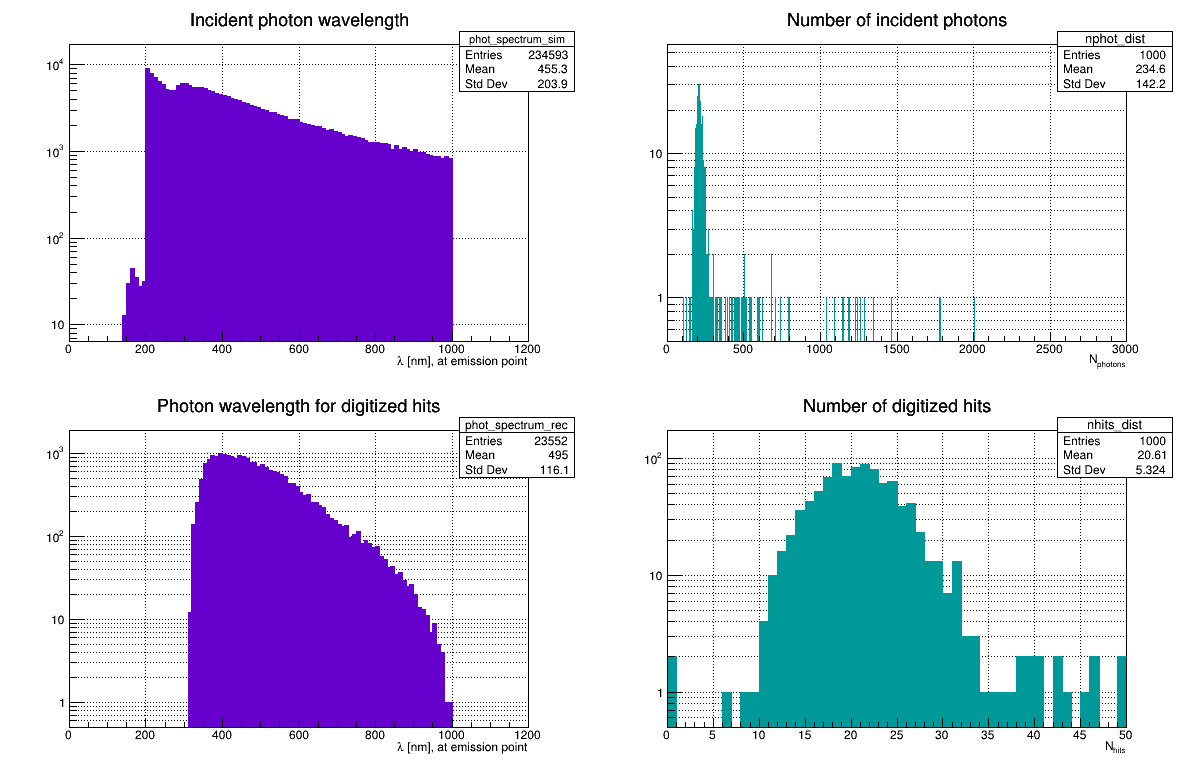 Incident photon wavelength
phot_spectrum_sim
Entries 234593
Mean 455.3
Std Dev 203.9
10^4
10^3
10^2
10
0 200 400 600 800 1000 1200
λ [nm], at emission point
Number of incident photons
nphot_dist
Entries 1000
Mean 234.6
Std Dev 142.2
10
1
0 500 1000 1500 2000 2500 3000
N_photons
Photon wavelength for digitized hits
phot_spectrum_rec
Entries 23552
Mean 495
Std Dev 116.1
10^3
10^2
10
1
0 200 400 600 800 1000 1200
λ [nm], at emission point
Number of digitized hits
nhits_dist
Entries 1000
Mean 20.61
Std Dev 5.324
10^2
10
1
0 5 10 15 20 25 30 35 40 45 50
N_hits